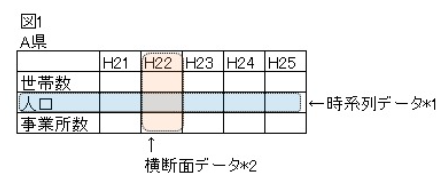 図1
A県
H21 H22 H23 H24 H25
世帯数
人口 ←時系列データ*1
事業所数
↑
横断面データ*2